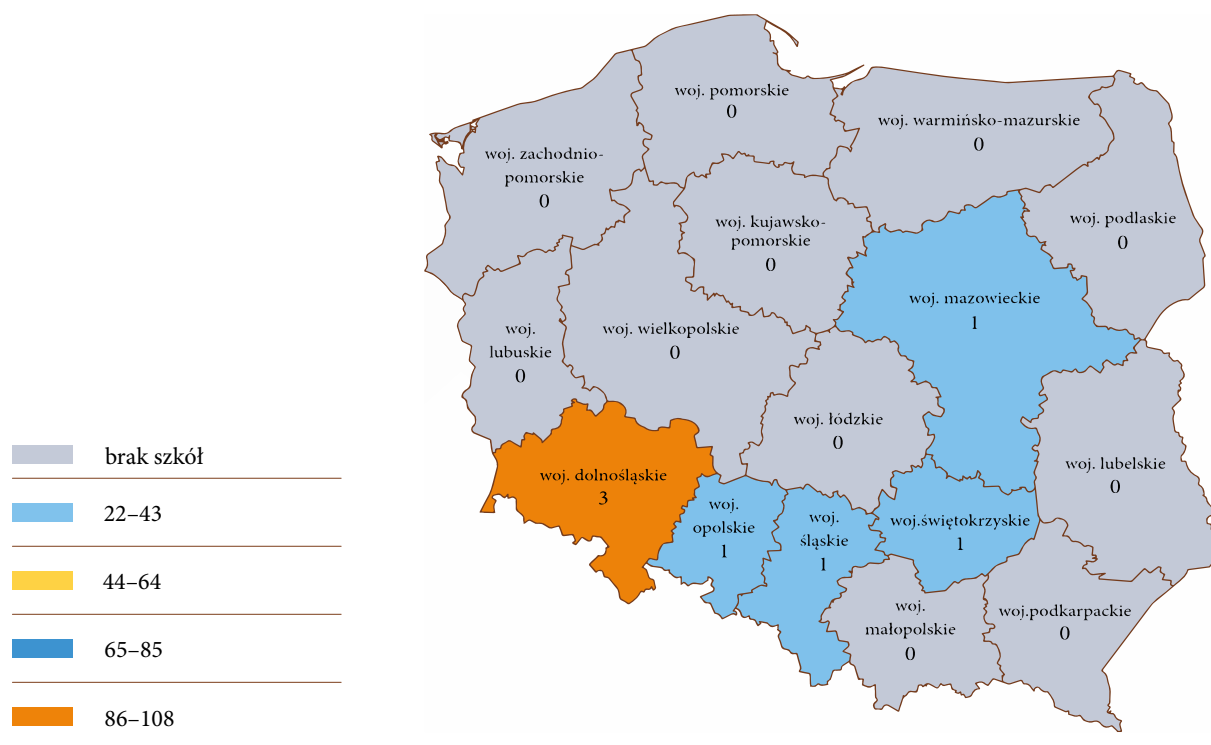 woj. pomorskie
0
woj. warmińsko-mazurskie
0
woj. zachodnio-
pomorskie
0
woj. kujawsko-
pomorskie
0
woj. podlaskie
0
woj. mazowieckie
1
woj.
lubuskie
0
woj. wielkopolskie
0
woj. łódzkie
0
woj. lubelskie
0
woj. dolnośląskie
3
woj.
opolskie
1
woj.
śląskie
1
woj.świętokrzyskie
1
woj.
małopolskie
0
woj.podkarpackie
0
brak szkół
22–43
44–64
65–85
86–108